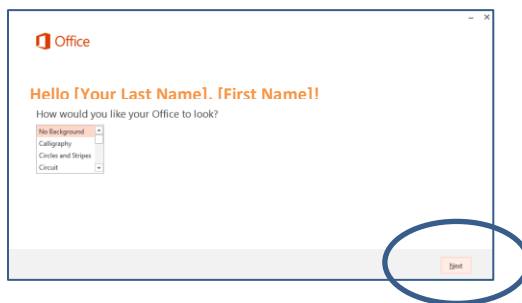 Office
Hello [Your Last Name], [First Name]!
How would you like your Office to look?
No Background
Calligraphy
Circles and Stripes
Circuit
Next